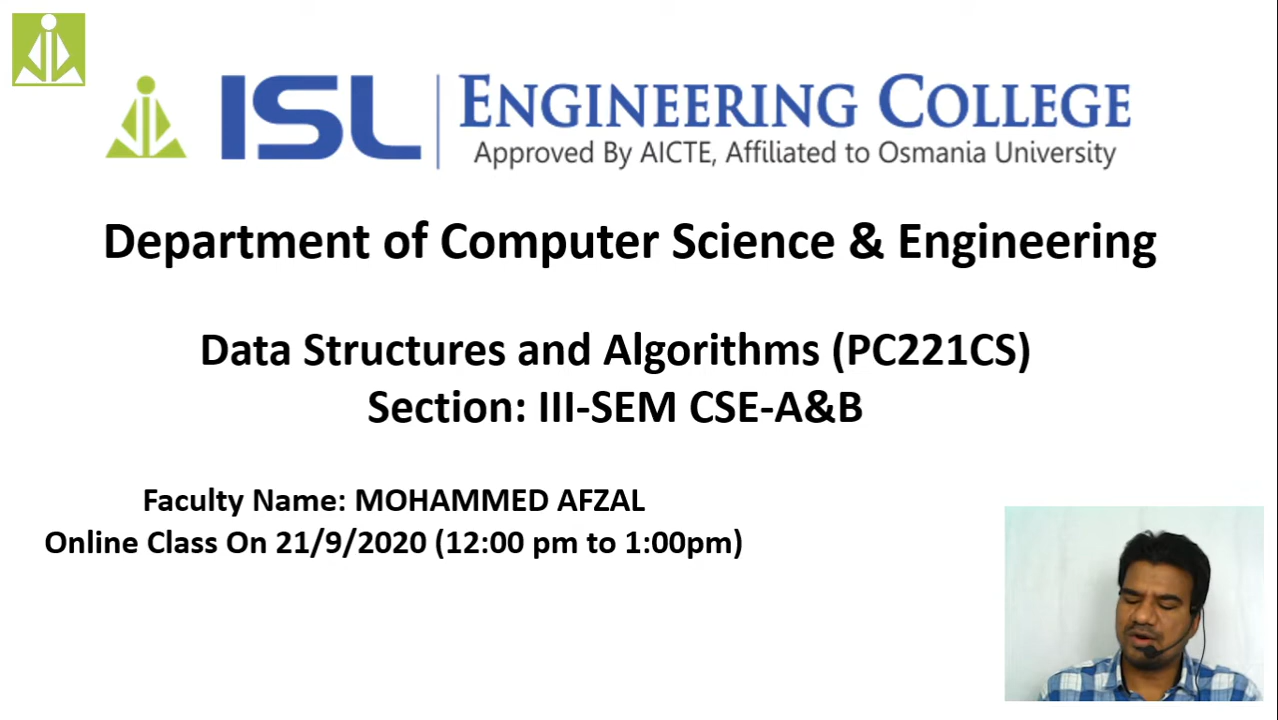 ISL
ENGINEERING COLLEGE
Approved By AICTE, Affiliated to Osmania University
Department of Computer Science & Engineering
Data Structures and Algorithms (PC221CS)
Section: III-SEM CSE-A&B
Faculty Name: MOHAMMED AFZAL
Online Class On 21/9/2020 (12:00 pm to 1:00pm)